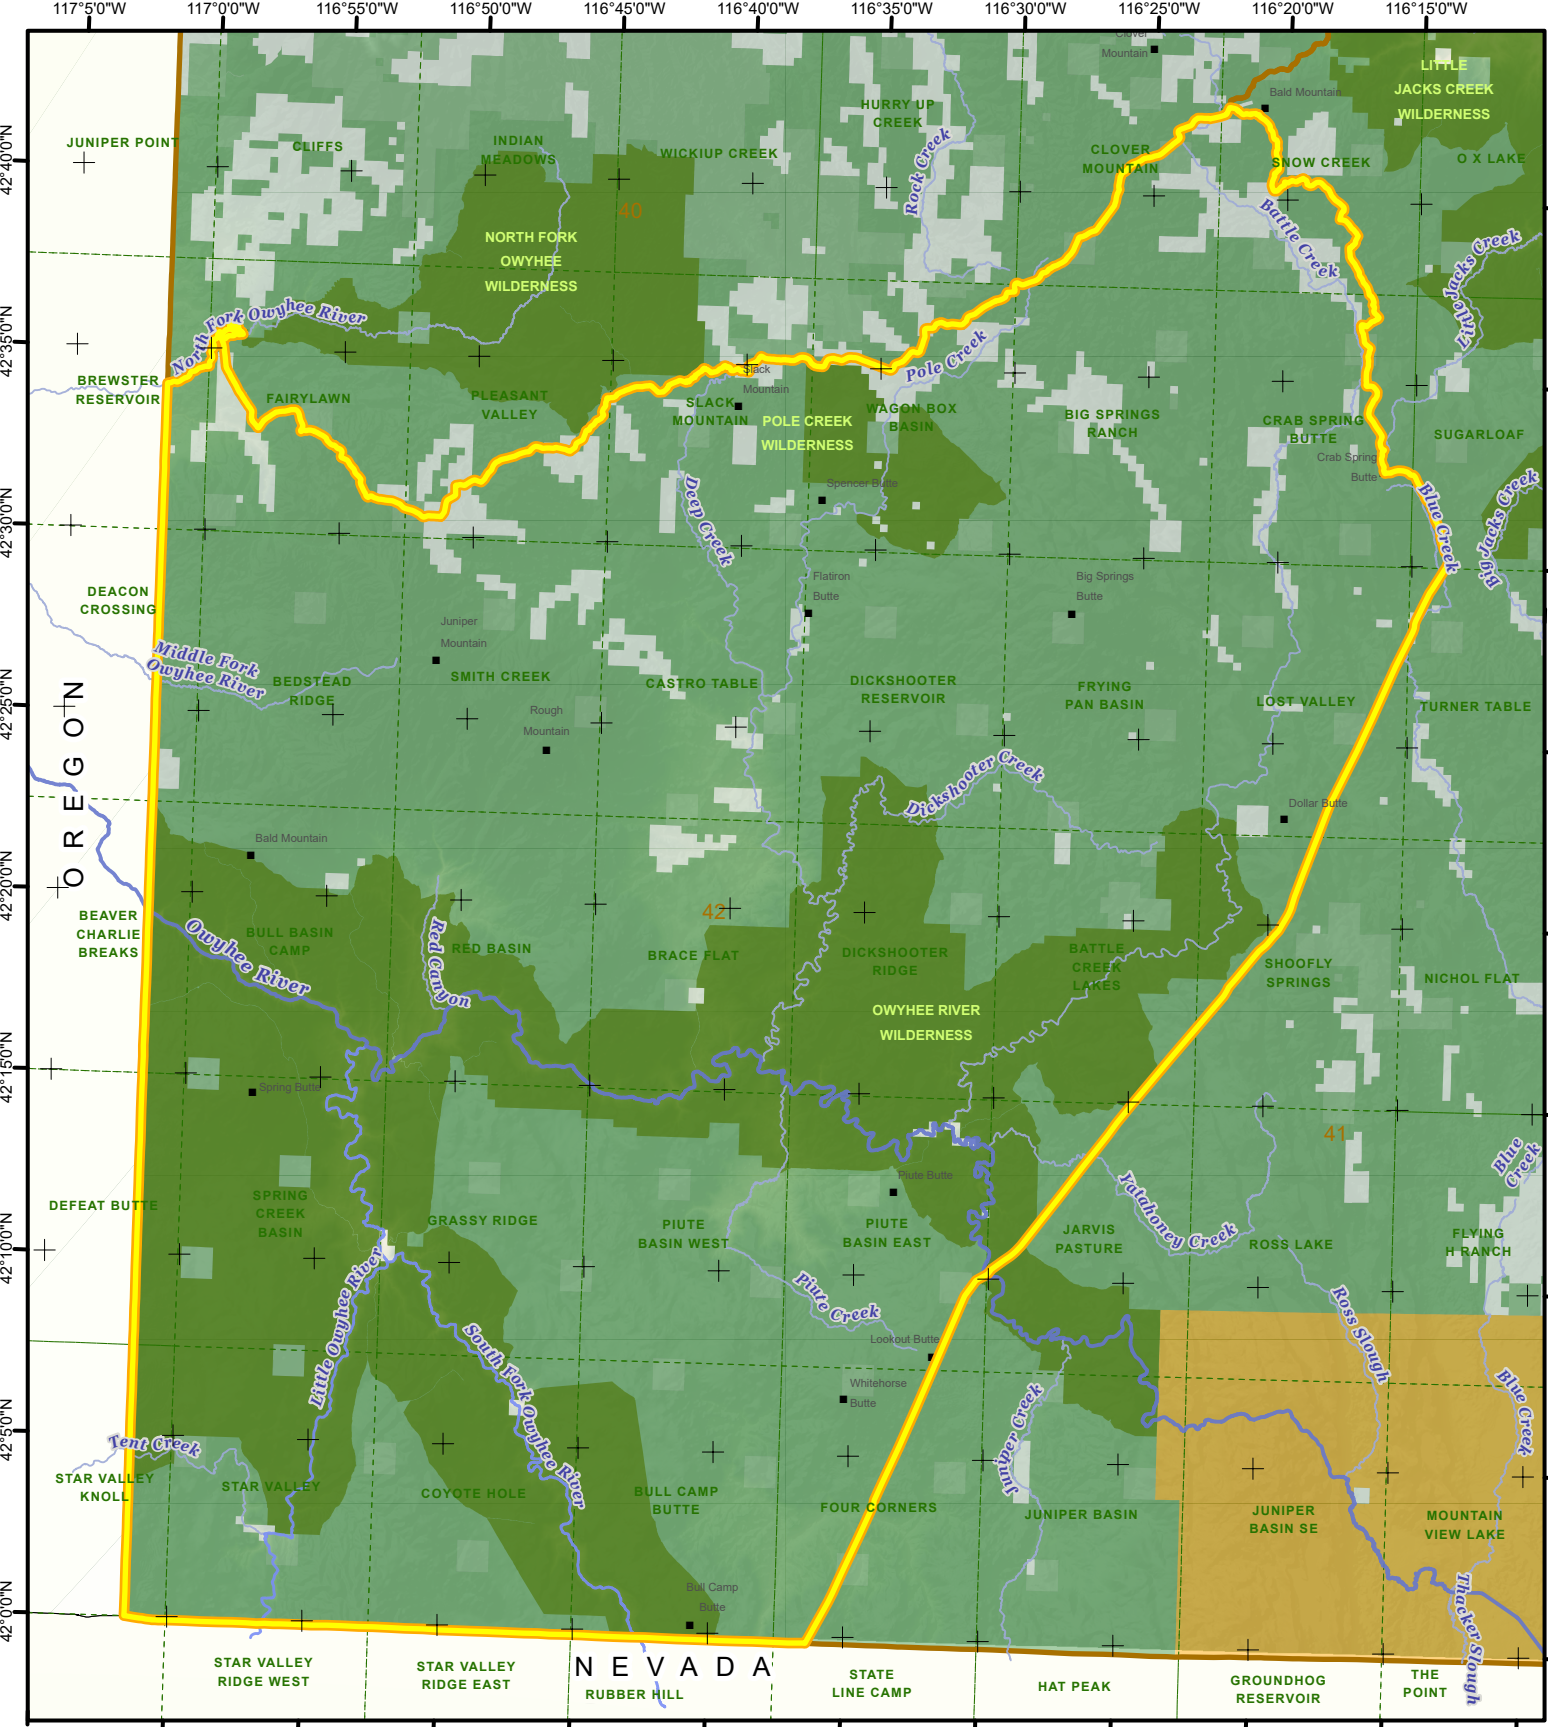 117°5'0"W 117°0'0"W 116°55'0"W 116°50'0"W 116°45'0"W 116°40'0"W 116°35'0"W 116°30'0"W 116°25'0"W 116°20'0"W 116°15'0"W
42°40'0"N
42°35'0"N
42°30'0"N
42°25'0"N
42°20'0"N
42°15'0"N
42°10'0"N
42°5'0"N
42°0'0"N
OREGON
NEVADA
Clover
Mountain
Bald Mountain
LITTLE
JACKS CREEK
WILDERNESS
JUNIPER POINT
CLIFFS
INDIAN
MEADOWS
WICKIUP CREEK
HURRY UP
CREEK
Rock Creek
CLOVER
MOUNTAIN
SNOW CREEK
O X LAKE
40
NORTH FORK
OWYHEE
WILDERNESS
Battle Creek
Little Jacks Creek
North Fork Owyhee River
BREWSTER
RESERVOIR
FAIRYLAWN
PLEASANT
VALLEY
Slack
Mountain
SLACK
MOUNTAIN
POLE CREEK
WILDERNESS
Pole Creek
WAGON BOX
BASIN
BIG SPRINGS
RANCH
CRAB SPRING
BUTTE
Crab Spring
Butte
SUGARLOAF
Spencer Butte
Deep Creek
Blue Creek
Big Jacks Creek
DEACON
CROSSING
Flatiron
Butte
Big Springs
Butte
Juniper
Mountain
Middle Fork
Owyhee River
BEDSTEAD
RIDGE
SMITH CREEK
CASTRO TABLE
DICKSHOOTER
RESERVOIR
FRYING
PAN BASIN
LOST VALLEY
TURNER TABLE
Rough
Mountain
Dickshooter Creek
Dollar Butte
Bald Mountain
BEAVER
CHARLIE
BREAKS
BULL BASIN
CAMP
Owyhee River
Red Canyon
RED BASIN
42
BRACE FLAT
DICKSHOOTER
RIDGE
BATTLE
CREEK
LAKES
SHOOFLY
SPRINGS
NICHOL FLAT
OWYHEE RIVER
WILDERNESS
Spring Butte
41
Blue
Creek
Piute Butte
DEFEAT BUTTE
SPRING
CREEK
BASIN
GRASSY RIDGE
PIUTE
BASIN WEST
PIUTE
BASIN EAST
JARVIS
PASTURE
Yatahoney Creek
ROSS LAKE
FLYING
H RANCH
Little Owyhee River
South Fork Owyhee River
Piute Creek
Lookout Butte
Whitehorse
Butte
Juniper Creek
Ross Slough
Blue Creek
Tent Creek
STAR VALLEY
KNOLL
STAR VALLEY
COYOTE HOLE
BULL CAMP
BUTTE
FOUR CORNERS
JUNIPER BASIN
JUNIPER
BASIN SE
MOUNTAIN
VIEW LAKE
Bull Camp
Butte
Thacker Slough
STAR VALLEY
RIDGE WEST
STAR VALLEY
RIDGE EAST
RUBBER HILL
STATE
LINE CAMP
HAT PEAK
GROUNDHOG
RESERVOIR
THE
POINT